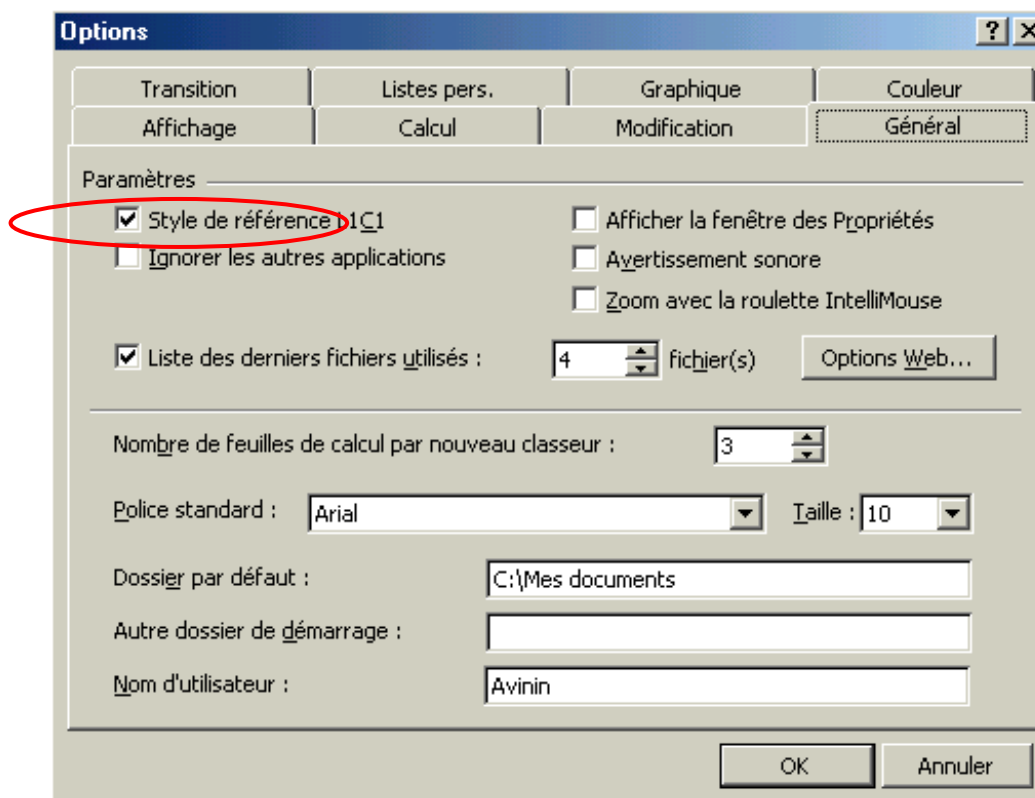 Options
Transition Listes pers. Graphique Couleur
Affichage Calcul Modification Général
Paramètres
Style de référence L1C1 Afficher la fenêtre des Propriétés
Ignorer les autres applications Avertissement sonore
Zoom avec la roulette IntelliMouse
Liste des derniers fichiers utilisés : 4 fichier(s) Options Web...
Nombre de feuilles de calcul par nouveau classeur : 3
Police standard : Arial Taille : 10
Dossier par défaut : C:\Mes documents
Autre dossier de démarrage :
Nom d'utilisateur : Avinin
OK Annuler